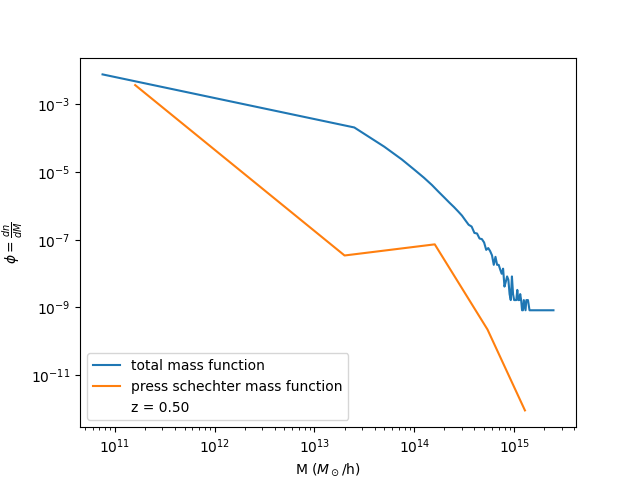 10⁻³
10⁻⁵
10⁻⁷
10⁻⁹
10⁻¹¹
ϕ = dn/dM
total mass function
press schechter mass function
z = 0.50
10¹¹ 10¹² 10¹³ 10¹⁴ 10¹⁵
M (M⊙/h)